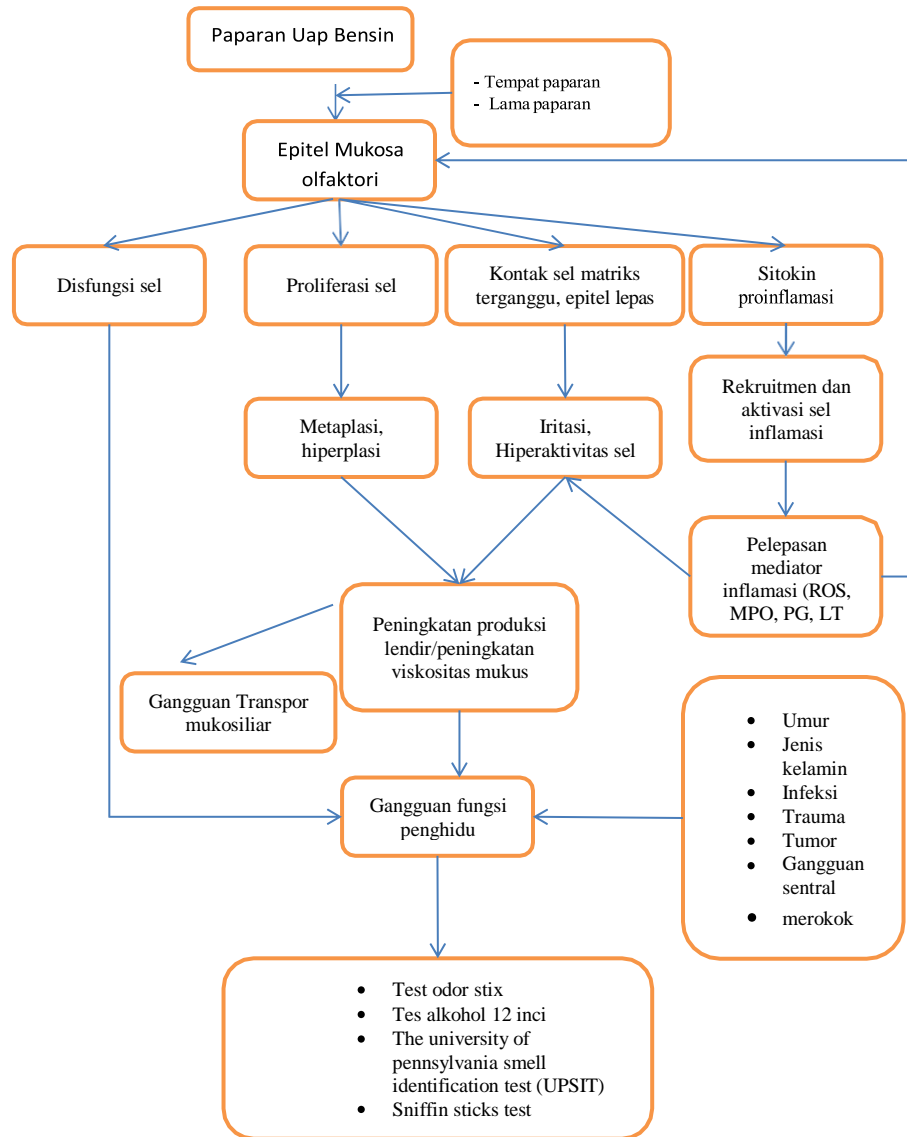 Paparan Uap Bensin
- Tempat paparan
- Lama paparan
Epitel Mukosa
olfaktori
Disfungsi sel
Proliferasi sel
Kontak sel matriks
terganggu, epitel lepas
Sitokin
proinflamasi
Metaplasi,
hiperplasi
Iritasi,
Hiperaktivitas sel
Rekruitmen dan
aktivasi sel
inflamasi
Pelepasan
mediator
inflamasi (ROS,
MPO, PG, LT
Peningkatan produksi
lendir/peningkatan
viskositas mukus
Gangguan Transpor
mukosiliar
Gangguan fungsi
penghidu
• Umur
• Jenis
kelamin
• Infeksi
• Trauma
• Tumor
• Gangguan
sentral
• merokok
• Test odor stix
• Tes alkohol 12 inci
• The university of
pennsylvania smell
identification test (UPSIT)
• Sniffin sticks test